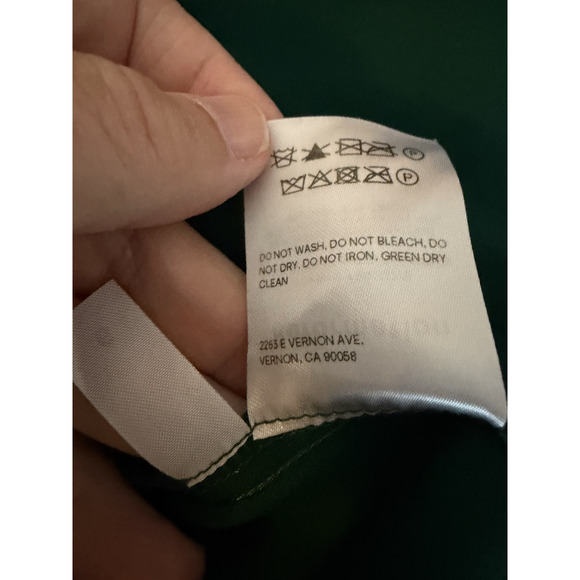 P
P
DO NOT WASH, DO NOT BLEACH, DO
NOT DRY, DO NOT IRON, GREEN DRY
CLEAN
2263 E VERNON AVE,
VERNON, CA 90058